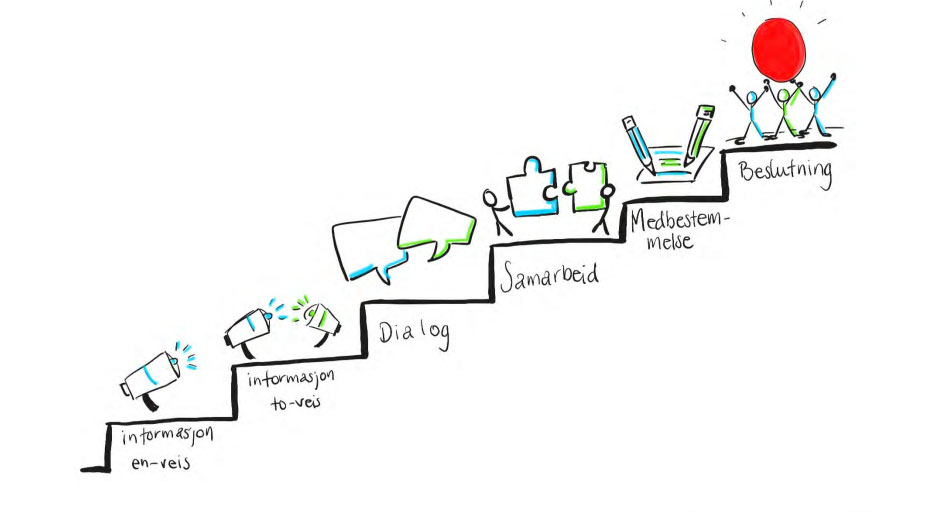 informasjon
en-veis
informasjon
to-veis
Dialog
Samarbeid
Medbestem-
melse
Beslutning